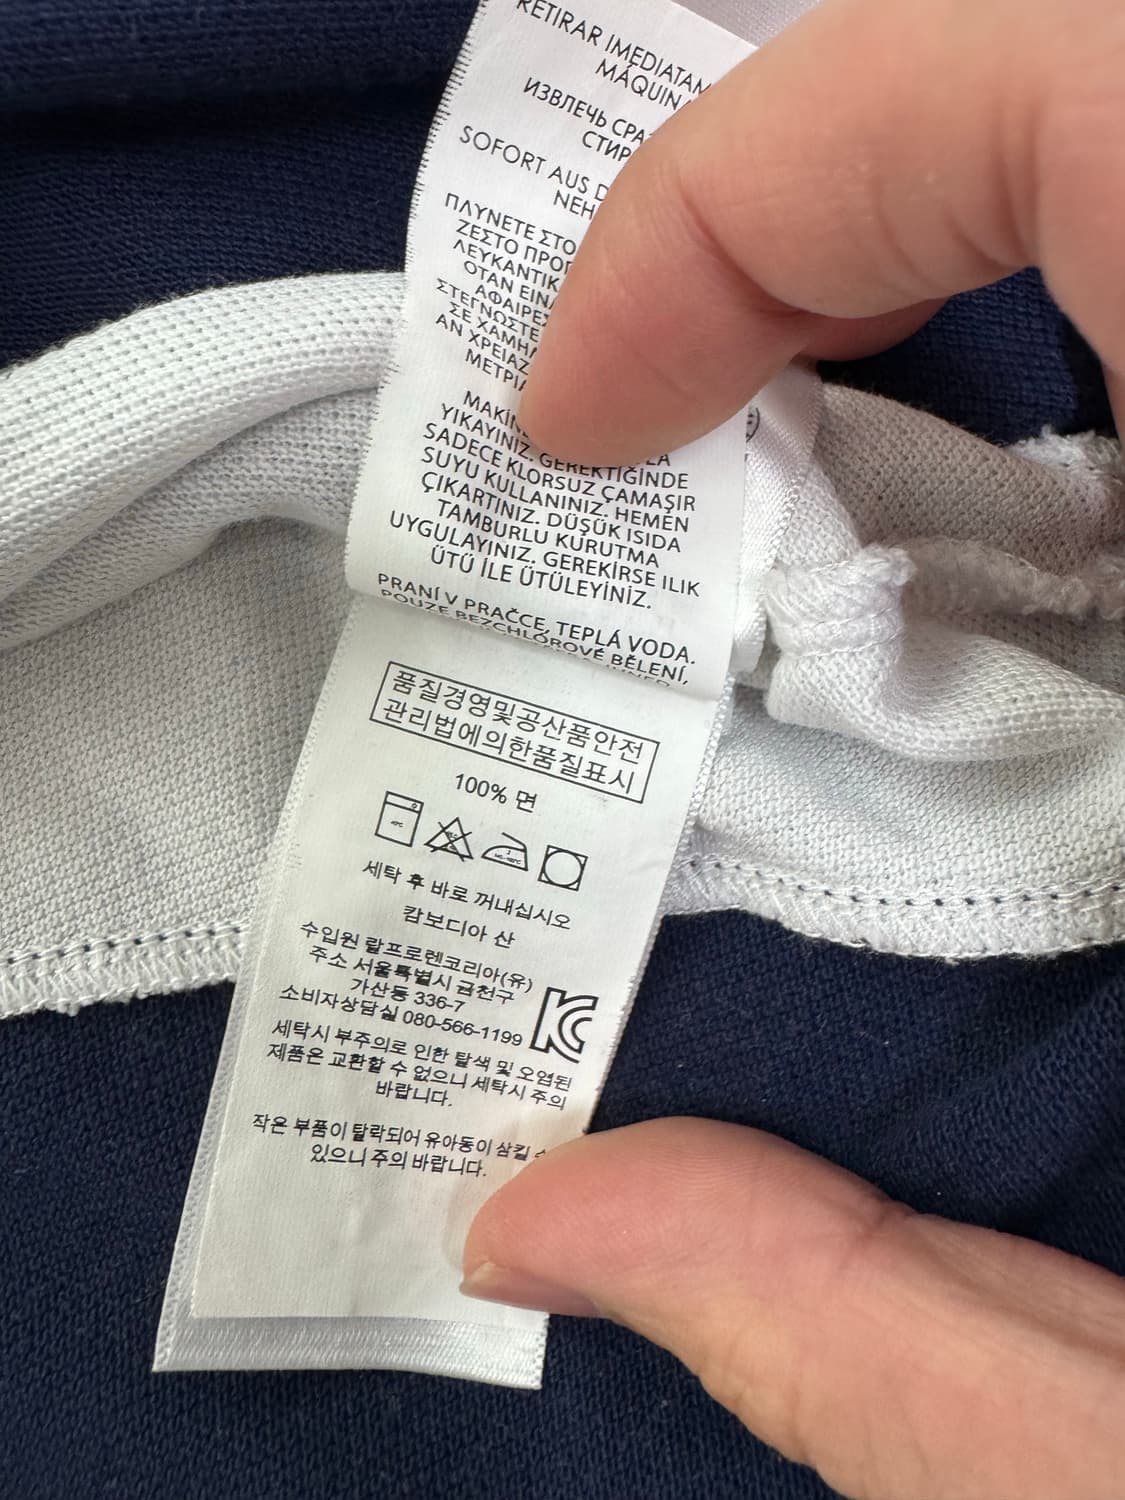 RETIRAR
MÁQUIN
ИЗВЛЕЧЬ
SOFORT AUS
ΠΛΥΝΕΤΕ ΣΤΟ
ΖΕΣΤΟ
ΛΕΥΚΑΝΤΙΚ
ΟΤΑΝ
ΑΦΑΙΡΕΣ
ΣΤΕΓΝΩΣΤΕ
ΣΕ ΧΑΜΗΛ
ΑΝ ΧΡΕΙΑΖ
ΜΕΤΡΙΑ
YIKAYINIZ. GEREKTİĞİNDE
SADECE KLORSUZ ÇAMAŞIR
SUYU KULLANINIZ. HEMEN
ÇIKARTINIZ. DÜŞÜK ISIDA
TAMBURLU KURUTMA
UYGULAYINIZ. GEREKİRSE ILIK
ÜTÜ İLE ÜTÜLEYİNİZ.
PRANÍ V PRAČCE, TEPLÁ VODA.
POUZE BEZCHLÓROVÉ BĚLENÍ,
품질경영및공산품안전
관리법에의한품질표시
100% 면
40°C
세탁 후 바로 꺼내십시오
캄보디아 산
수입원 랄프로렌코리아(유)
주소 서울특별시 금천구
가산동 336-7
소비자상담실 080-566-1199
KC
세탁시 부주의로 인한 탈색 및 오염된
제품은 교환할 수 없으니 세탁시 주의
바랍니다.
작은 부품이 탈락되어 유아동이 삼킬
있으니 주의 바랍니다.